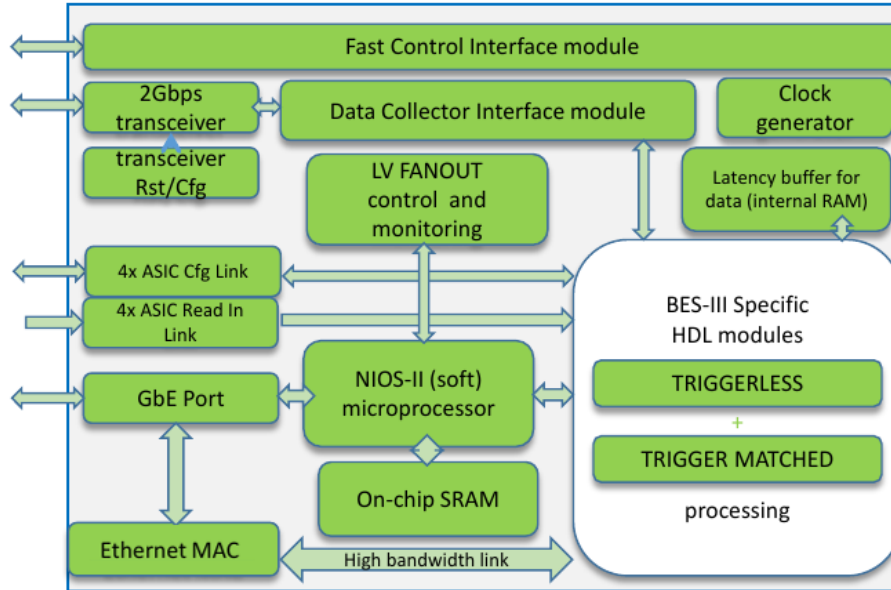 Fast Control Interface module
2Gbps
transceiver
Data Collector Interface module
Clock
generator
transceiver
Rst/Cfg
LV FANOUT
control and
monitoring
Latency buffer for
data (internal RAM)
4x ASIC Cfg Link
4x ASIC Read In
Link
BES-III Specific
HDL modules
GbE Port
NIOS-II (soft)
microprocessor
TRIGGERLESS
+
TRIGGER MATCHED
On-chip SRAM
processing
Ethernet MAC
High bandwidth link